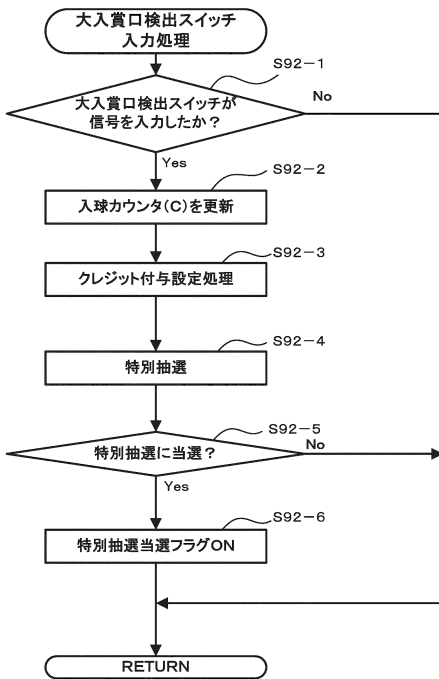 大入賞口検出スイッチ
入力処理
S92-1
大入賞口検出スイッチが
信号を入力したか？
No
Yes
S92-2
入球カウンタ(C)を更新
S92-3
クレジット付与設定処理
S92-4
特別抽選
S92-5
特別抽選に当選？
No
Yes
S92-6
特別抽選当選フラグON
RETURN